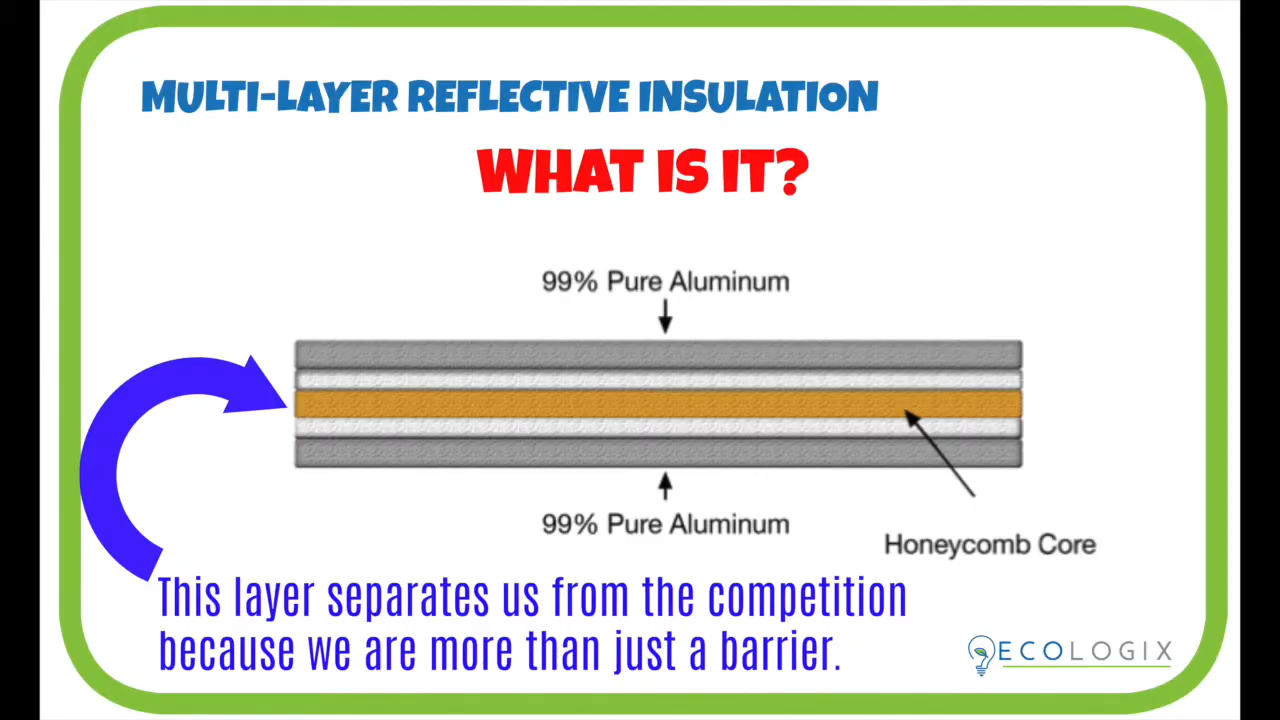 MULTI-LAYER REFLECTIVE INSULATION
WHAT IS IT?
99% Pure Aluminum
99% Pure Aluminum
Honeycomb Core
This layer separates us from the competition
because we are more than just a barrier.
ECOLOGIX